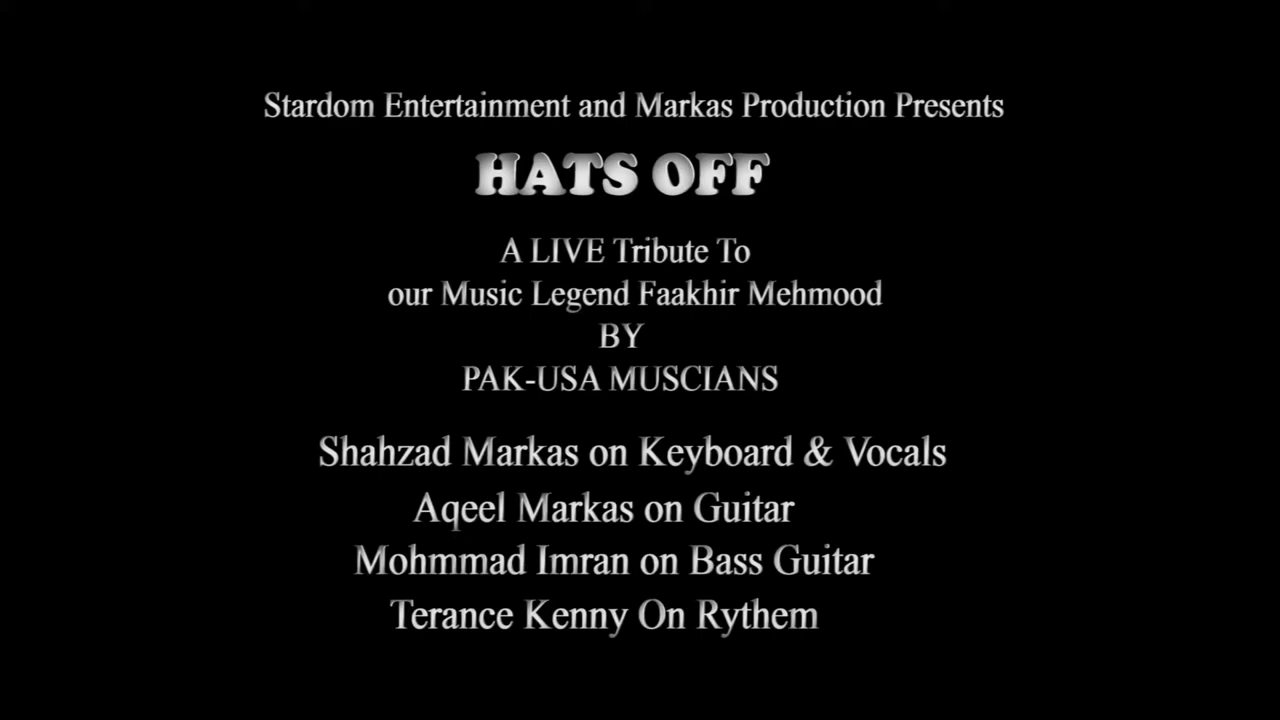 Stardom Entertainment and Markas Production Presents
HATS OFF
A LIVE Tribute To
our Music Legend Faakhir Mehmood
BY
PAK-USA MUSCIANS
Shahzad Markas on Keyboard & Vocals
Aqeel Markas on Guitar
Mohmmad Imran on Bass Guitar
Terance Kenny On Rythem